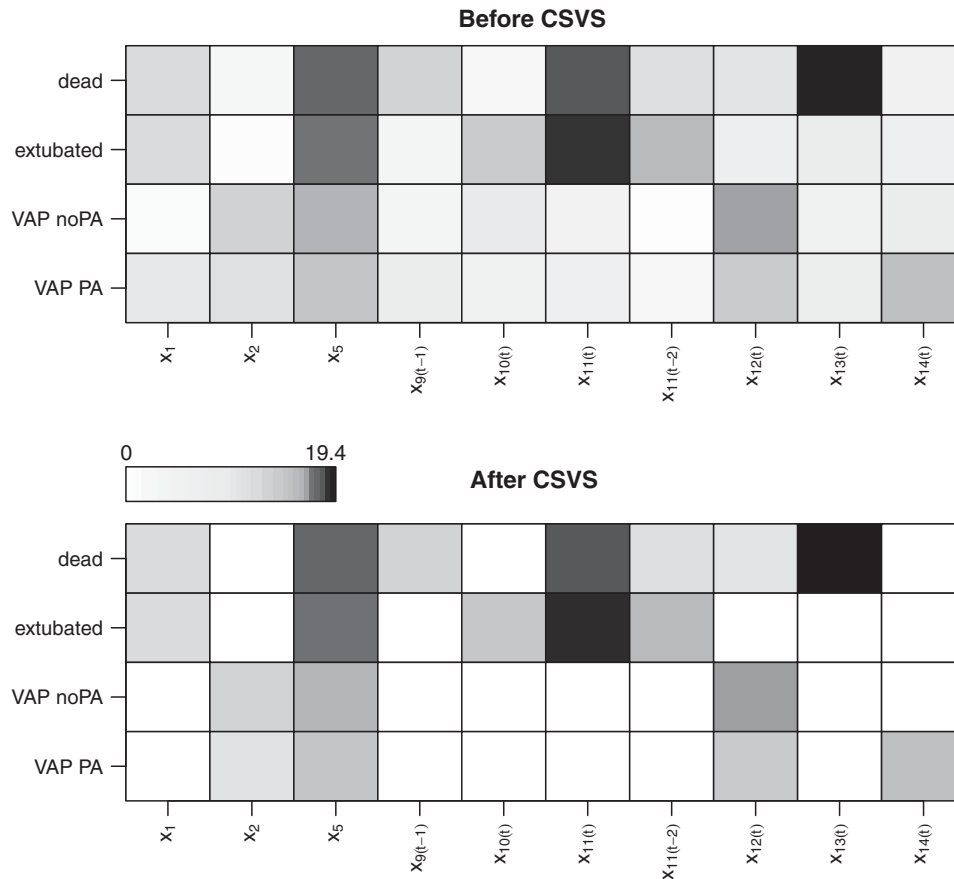 Before CSVS
dead
extubated
VAP noPA
VAP PA
x₁ x₂ x₅ x₉₍ₜ₋₁₎ x₁₀₍ₜ₎ x₁₁₍ₜ₎ x₁₁₍ₜ₋₂₎ x₁₂₍ₜ₎ x₁₃₍ₜ₎ x₁₄₍ₜ₎
0 19.4
After CSVS
dead
extubated
VAP noPA
VAP PA
x₁ x₂ x₅ x₉₍ₜ₋₁₎ x₁₀₍ₜ₎ x₁₁₍ₜ₎ x₁₁₍ₜ₋₂₎ x₁₂₍ₜ₎ x₁₃₍ₜ₎ x₁₄₍ₜ₎